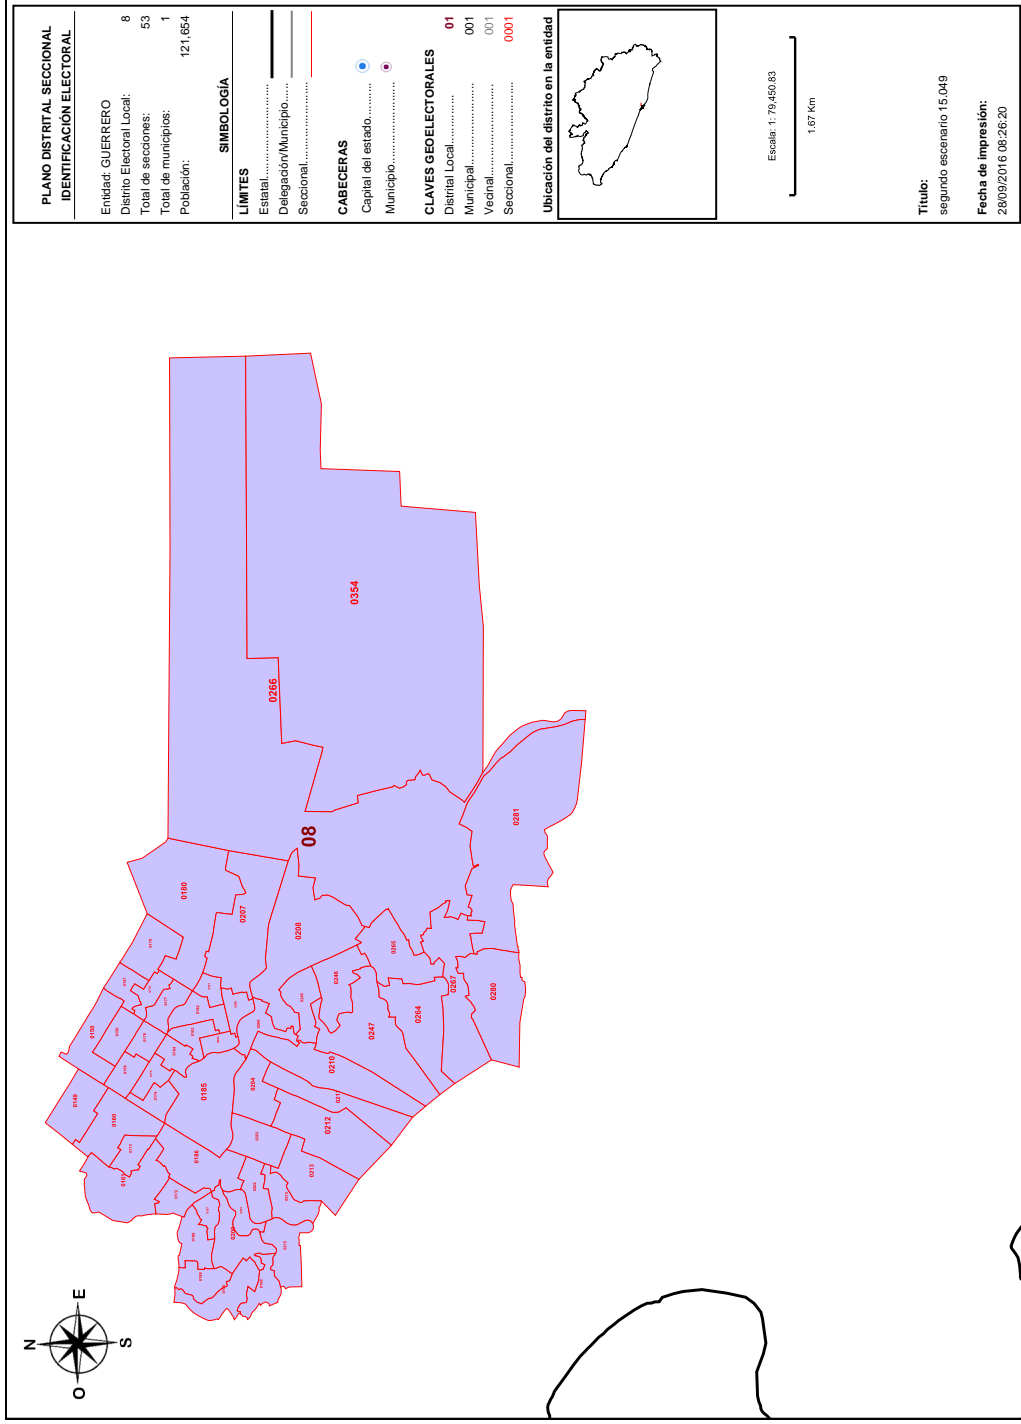 PLANO DISTRITAL SECCIONAL
IDENTIFICACIÓN ELECTORAL
Entidad: GUERRERO
Distrito Electoral Local: 8
Total de secciones: 53
Total de municipios: 1
Población: 121,654
SIMBOLOGÍA
LÍMITES
Estatal
Delegación/Municipio
Seccional
CABECERAS
Capital del estado
Municipio
CLAVES GEOELECTORALES
Distrital Local 01
Municipal 001
Vecinal 001
Seccional 0001
Ubicación del distrito en la entidad
Escala: 1: 79,450.83
1.67 Km
Título:
segundo escenario 15.049
Fecha de impresión:
28/09/2016 08:26:20
N
E
S
O
08
0354
0266
0281
0180
0207
0208
0265
0246
0247
0264
0267
0280
0210
0212
0213
0204
0185
0186
0150
0149
0160
0161